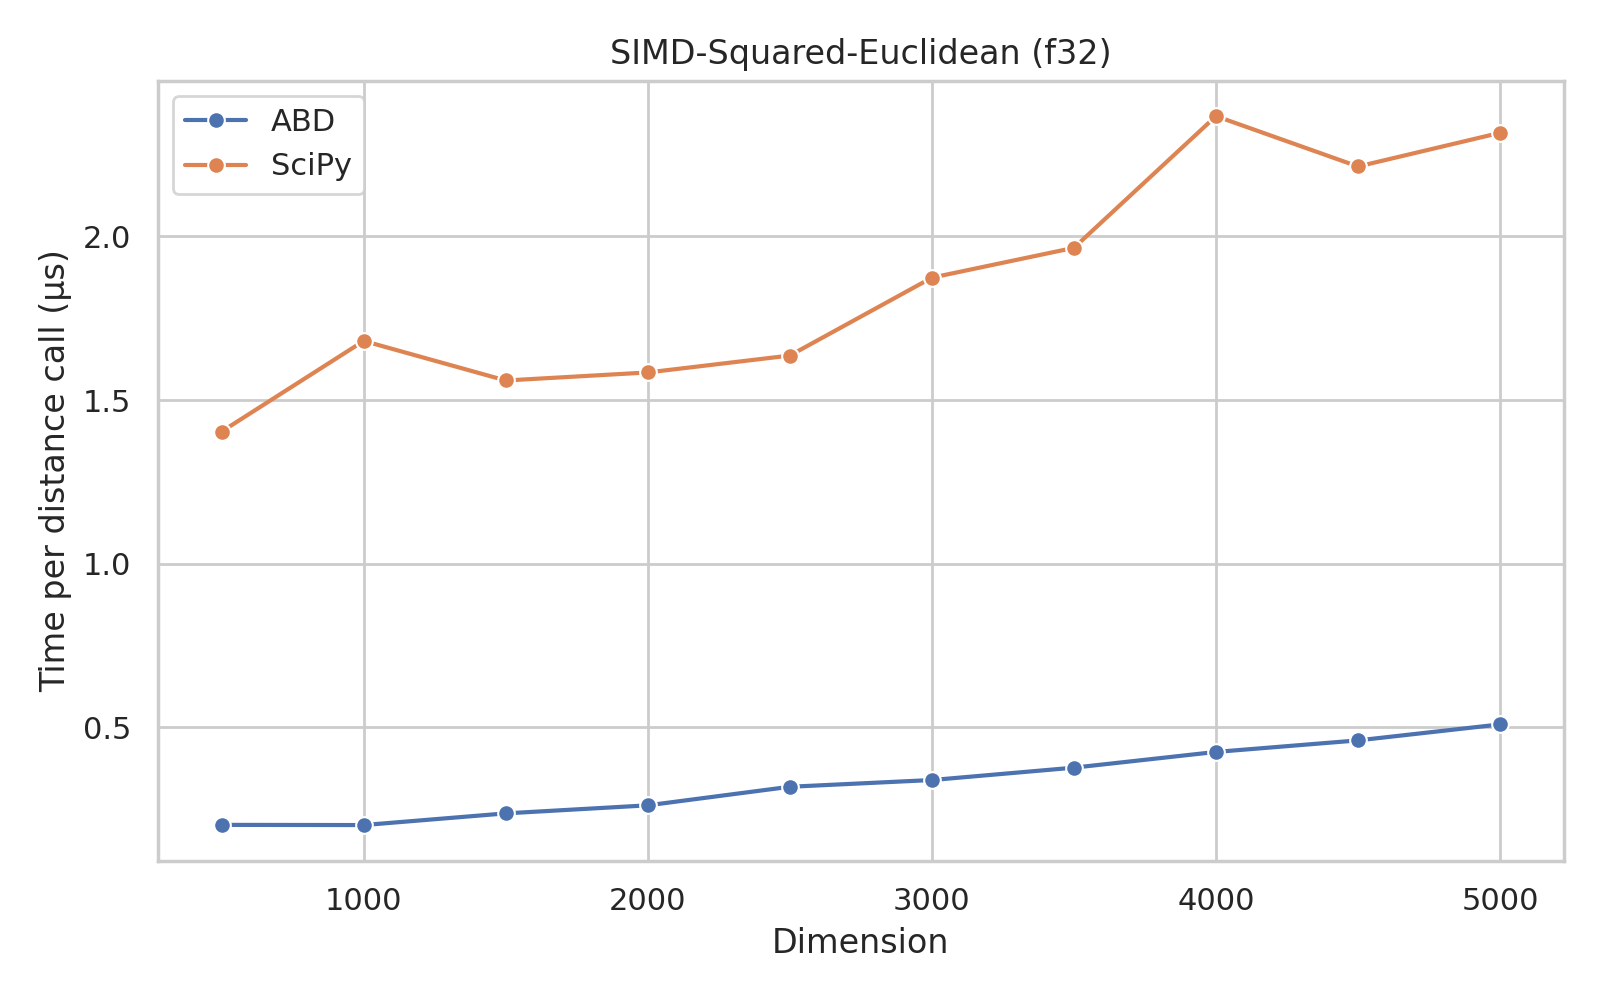 SIMD-Squared-Euclidean (f32)
ABD
SciPy
Time per distance call (µs)
2.0
1.5
1.0
0.5
1000 2000 3000 4000 5000
Dimension